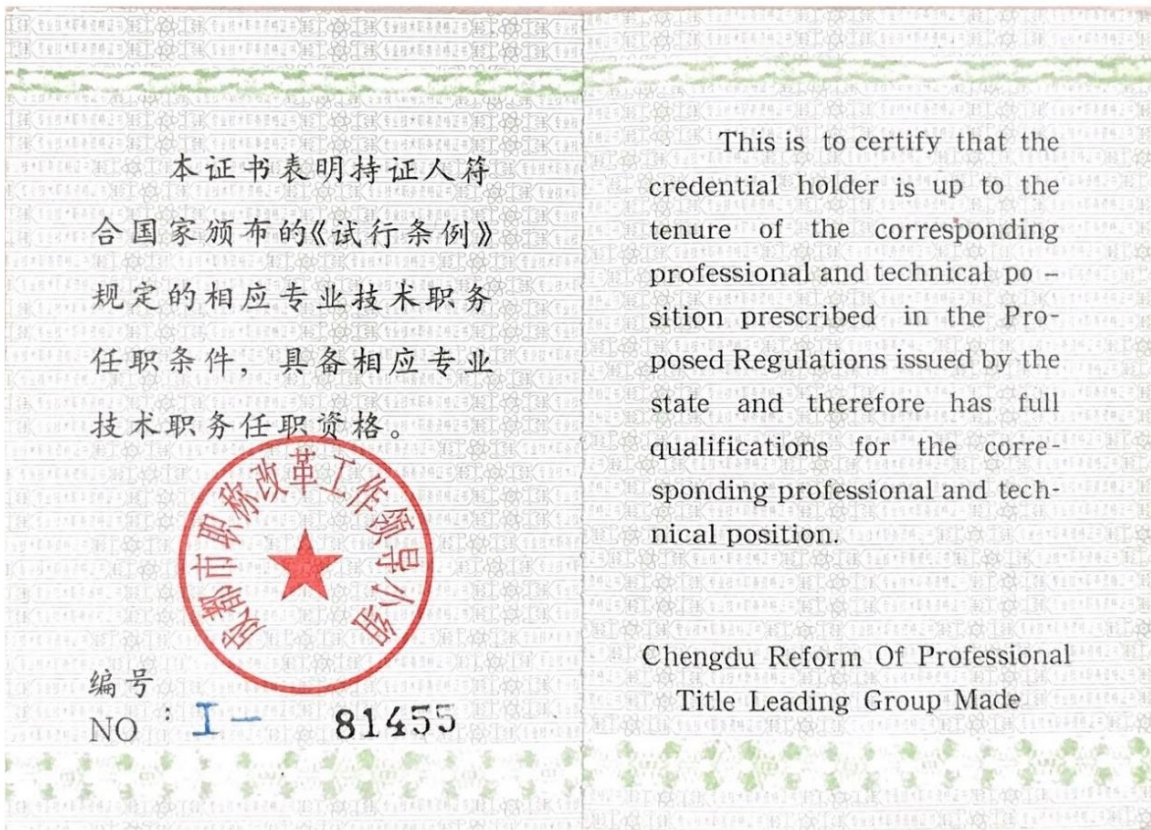 本证书表明持证人符
合国家颁布的《试行条例》
规定的相应专业技术职务
任职条件，具备相应专业
技术职务任职资格。
成都市职称改革工作领导小组
编号
NO : I— 81455
This is to certify that the
credential holder is up to the
tenure of the corresponding
professional and technical po –
sition prescribed in the Pro-
posed Regulations issued by the
state and therefore has full
qualifications for the corre-
sponding professional and tech-
nical position.
Chengdu Reform Of Professional
Title Leading Group Made